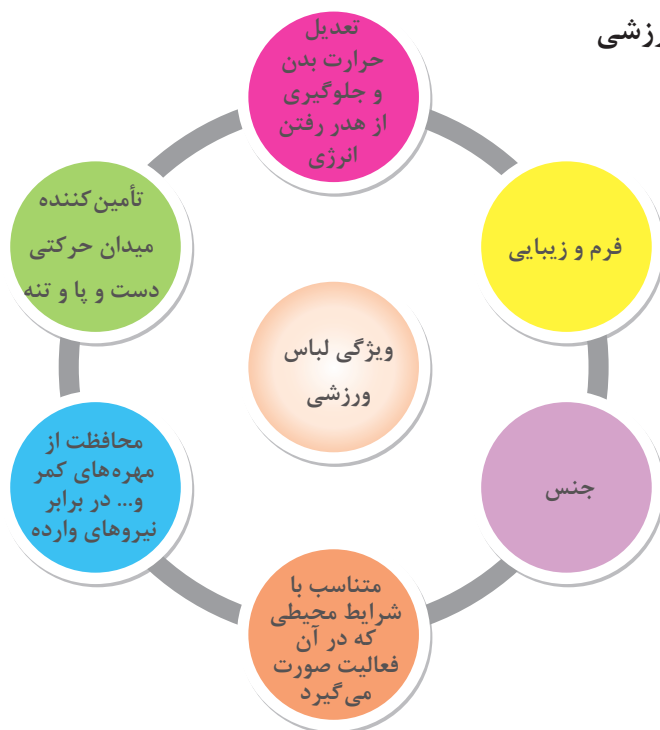 رزشی
تعدیل
حرارت بدن
و جلوگیری
از هدر رفتن
انرژی
فرم و زیبایی
جنس
متناسب با
شرایط محیطی
که در آن
فعالیت صورت
می‌گیرد
محافظت از
مهره‌های کمر
و... در برابر
نیروهای وارده
تأمین‌کننده
میدان حرکتی
دست و پا و تنه
ویژگی لباس
ورزشی